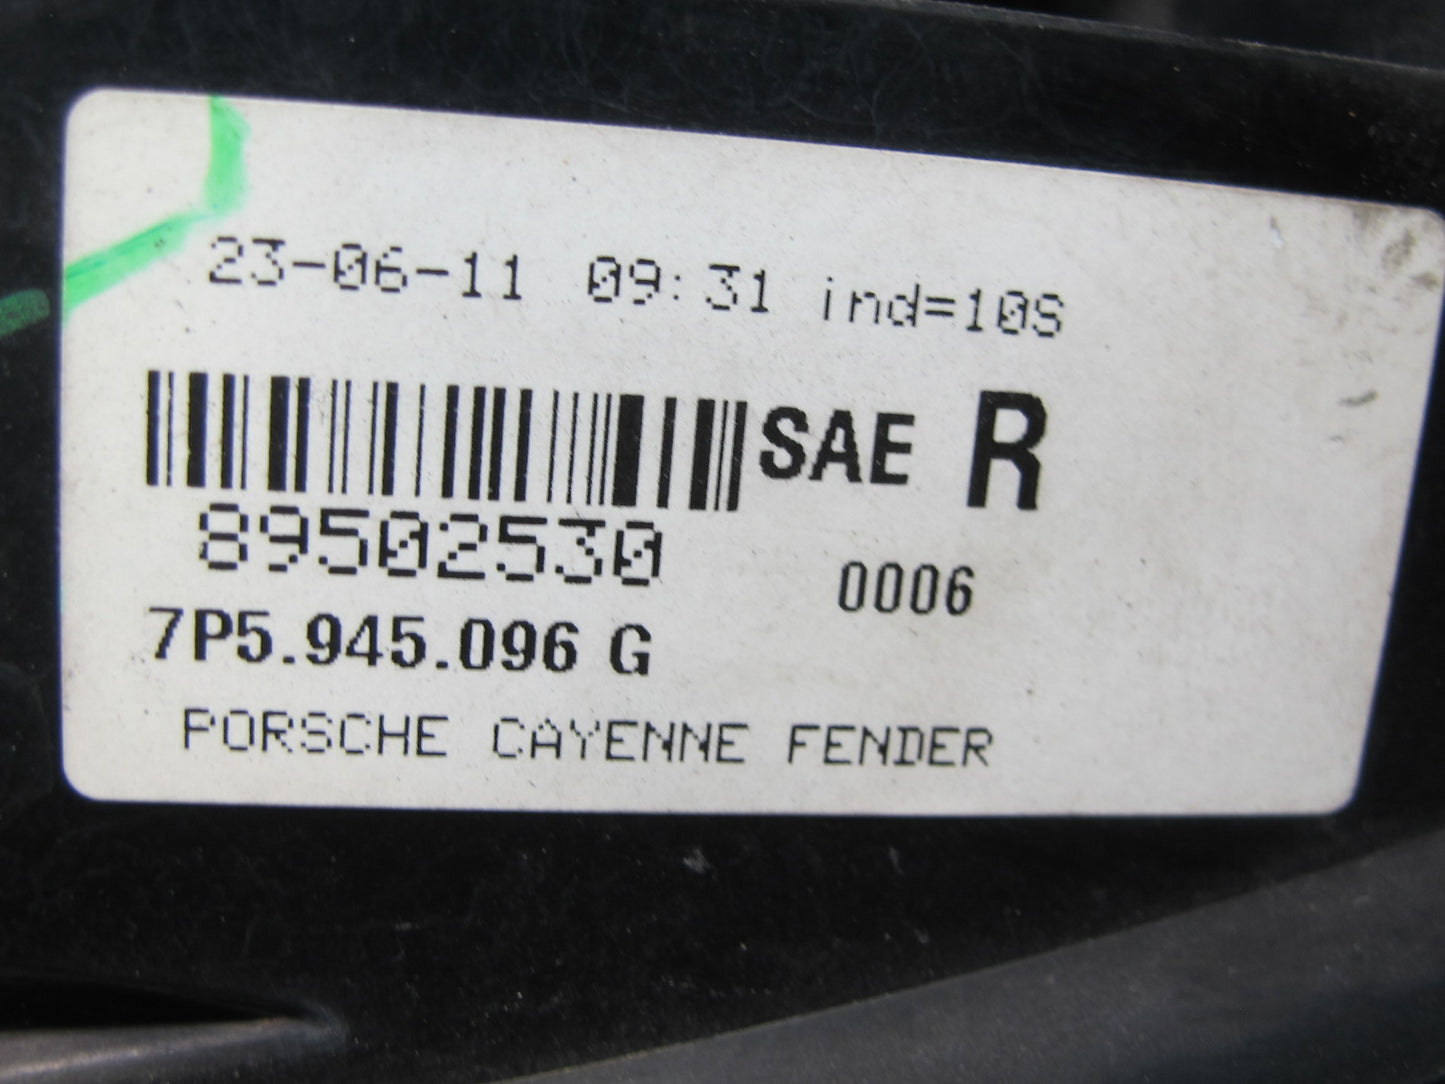 23-06-11 09:31 ind=10S
SAE R
89502530
0006
7P5.945.096 G
PORSCHE CAYENNE FENDER